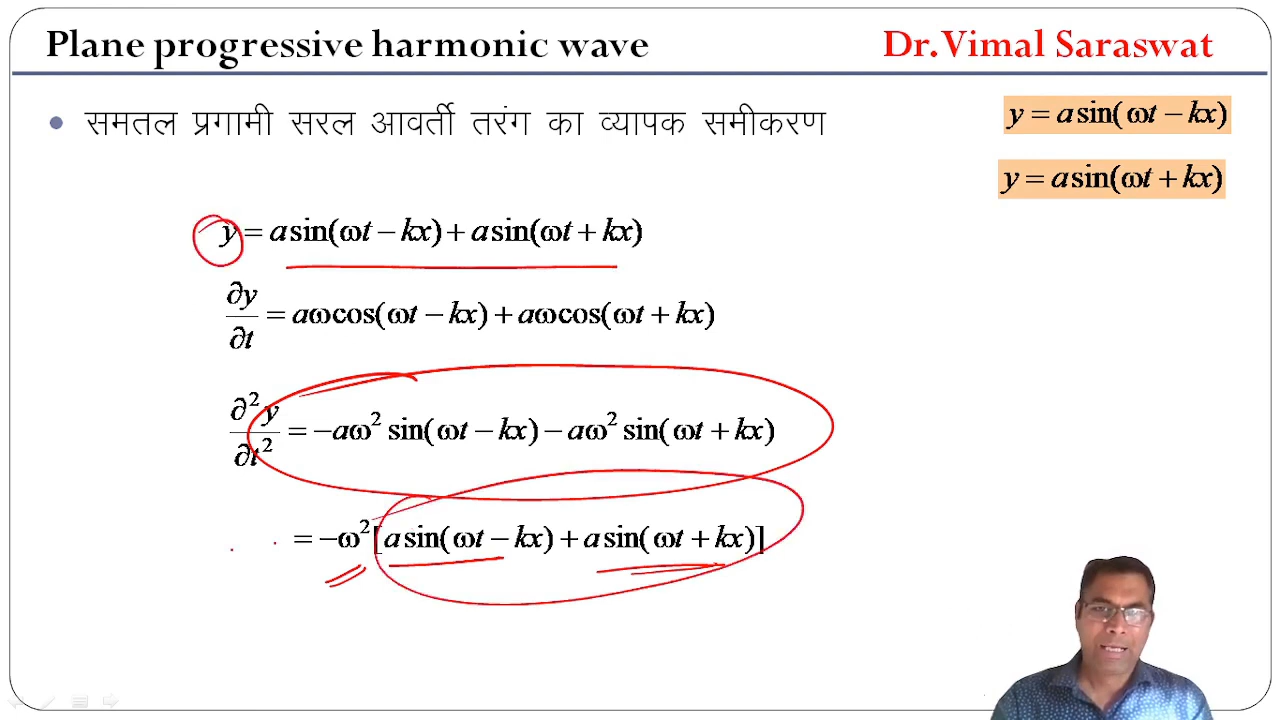 Plane progressive harmonic wave
Dr.Vimal Saraswat
• समतल प्रगामी सरल आवर्ती तरंग का व्यापक समीकरण
y = a sin(ωt − kx)
y = a sin(ωt + kx)
y = a sin(ωt − kx) + a sin(ωt + kx)
∂y/∂t = aω cos(ωt − kx) + aω cos(ωt + kx)
∂²y/∂t² = −aω² sin(ωt − kx) − aω² sin(ωt + kx)
= −ω²[a sin(ωt − kx) + a sin(ωt + kx)]